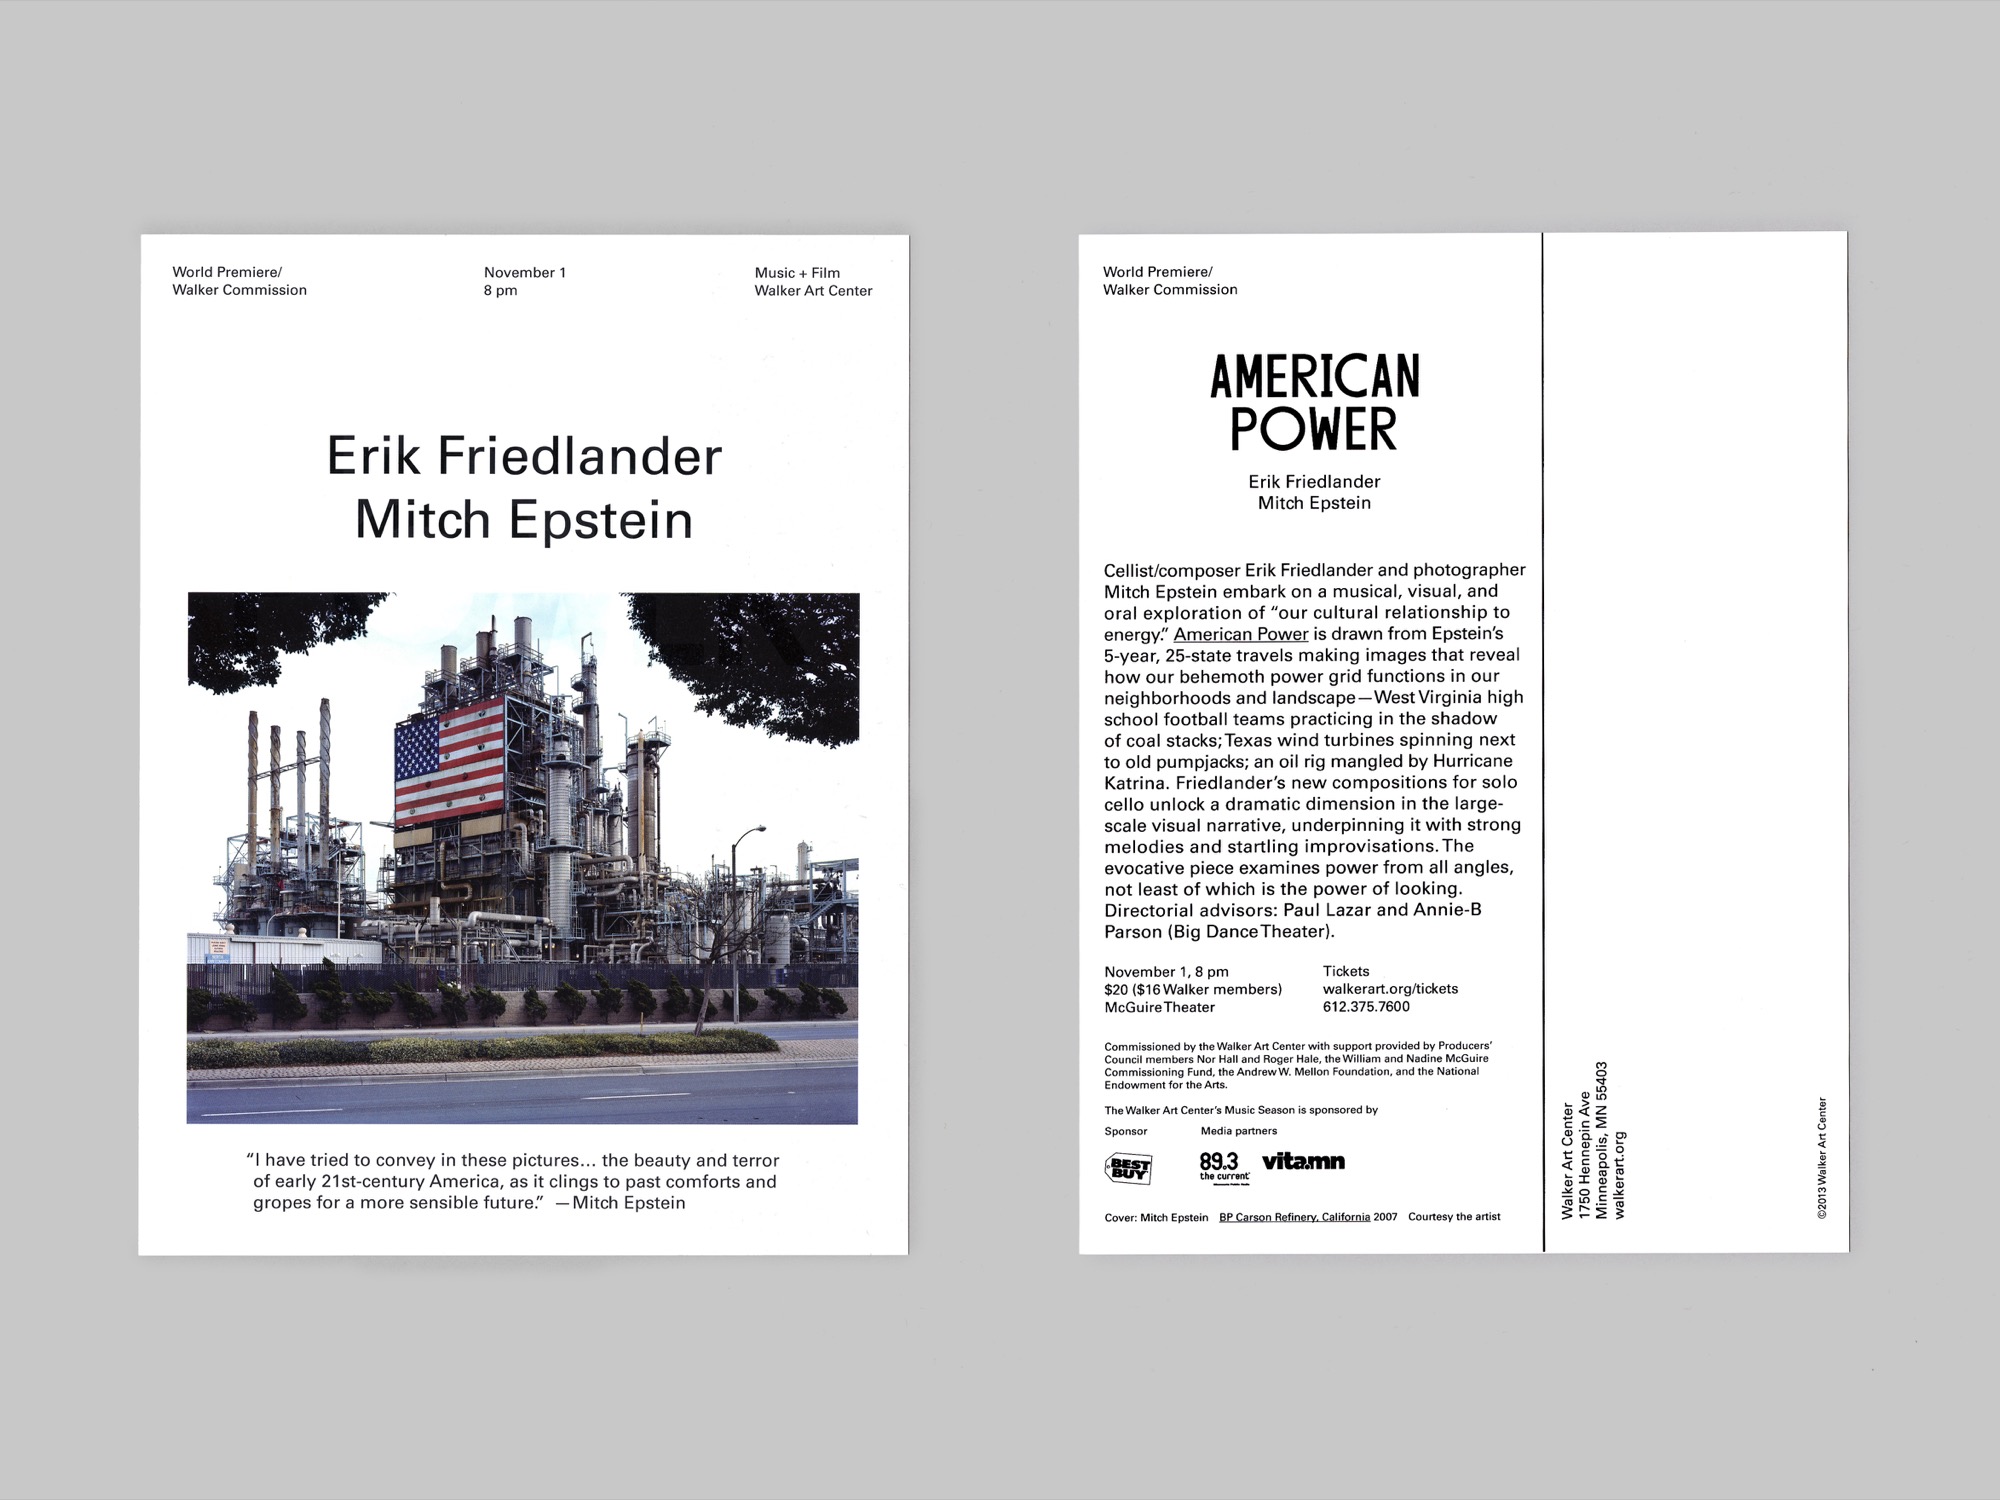 World Premiere/
Walker Commission
November 1
8 pm
Music + Film
Walker Art Center
Erik Friedlander
Mitch Epstein
“I have tried to convey in these pictures... the beauty and terror
of early 21st-century America, as it clings to past comforts and
gropes for a more sensible future.” —Mitch Epstein
World Premiere/
Walker Commission
AMERICAN
POWER
Erik Friedlander
Mitch Epstein
Cellist/composer Erik Friedlander and photographer
Mitch Epstein embark on a musical, visual, and
oral exploration of “our cultural relationship to
energy.” American Power is drawn from Epstein’s
5-year, 25-state travels making images that reveal
how our behemoth power grid functions in our
neighborhoods and landscape—West Virginia high
school football teams practicing in the shadow
of coal stacks; Texas wind turbines spinning next
to old pumpjacks; an oil rig mangled by Hurricane
Katrina. Friedlander’s new compositions for solo
cello unlock a dramatic dimension in the large-
scale visual narrative, underpinning it with strong
melodies and startling improvisations. The
evocative piece examines power from all angles,
not least of which is the power of looking.
Directorial advisors: Paul Lazar and Annie-B
Parson (Big Dance Theater).
November 1, 8 pm
$20 ($16 Walker members)
McGuire Theater
Tickets
walkerart.org/tickets
612.375.7600
Commissioned by the Walker Art Center with support provided by Producers’
Council members Nor Hall and Roger Hale, the William and Nadine McGuire
Commissioning Fund, the Andrew W. Mellon Foundation, and the National
Endowment for the Arts.
The Walker Art Center’s Music Season is sponsored by
Sponsor
Media partners
BEST
BUY
89.3
the current
Minnesota Public Radio
vita.mn
Cover: Mitch Epstein BP Carson Refinery, California 2007 Courtesy the artist
Walker Art Center
1750 Hennepin Ave
Minneapolis, MN 55403
walkerart.org
©2013 Walker Art Center